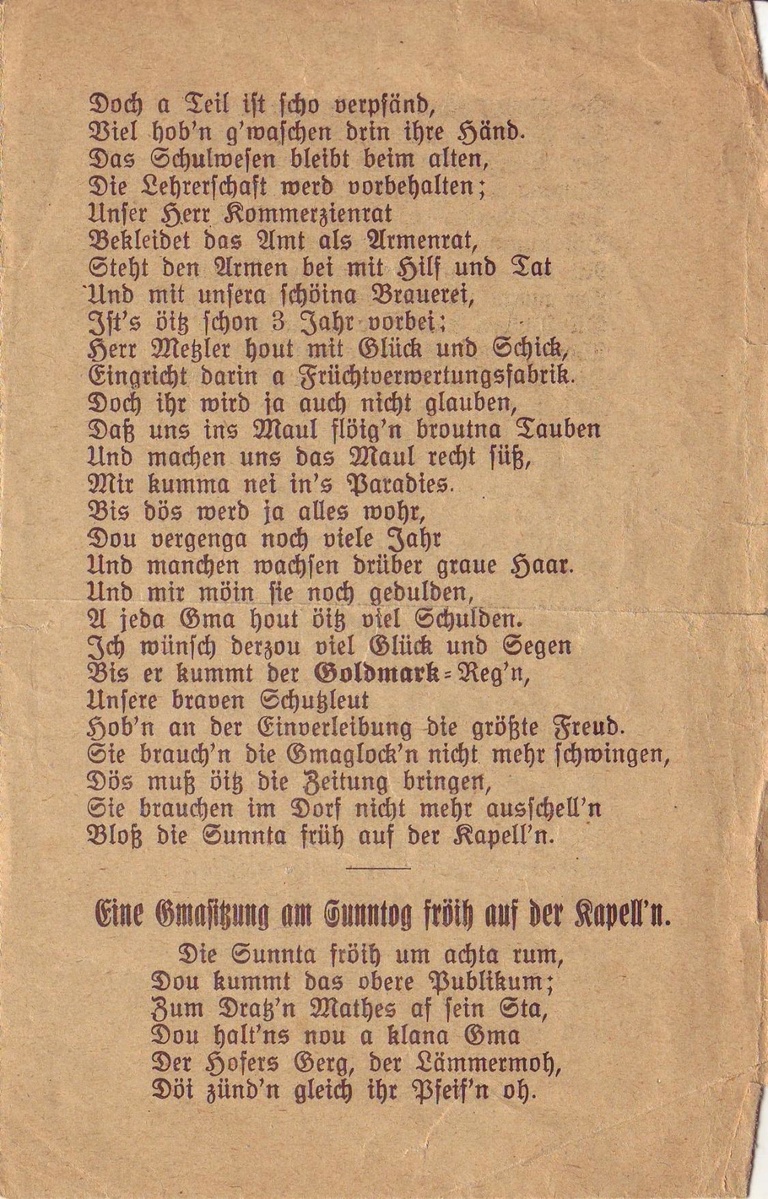 Doch a Teil ist scho verpfänd,
Viel hob'n g'waschen drin ihre Händ.
Das Schulwesen bleibt beim alten,
Die Lehrerschaft werd vorbehalten;
Unser Herr Kommerzienrat
Bekleidet das Amt als Armenrat,
Steht den Armen bei mit Hilf und Tat
Und mit unsera schöina Brauerei,
Ist's öitz schon 3 Jahr vorbei;
Herr Metzler hout mit Glück und Schick,
Eingricht darin a Früchtverwertungsfabrik.
Doch ihr wird ja auch nicht glauben,
Daß uns ins Maul flöig'n broutna Tauben
Und machen uns das Maul recht süß,
Mir kumma nei in's Paradies.
Bis dös werd ja alles wohr,
Dou vergenga noch viele Jahr
Und manchen wachsen drüber graue Haar.
Und mir möin sie noch gedulden,
A jeda Gma hout öitz viel Schulden.
Ich wünsch derzou viel Glück und Segen
Bis er kummt der Goldmark-Reg'n,
Unsere braven Schutzleut
Hob'n an der Einverleibung die größte Freud.
Sie brauch'n die Gmaglock'n nicht mehr schwingen,
Dös muß öitz die Zeitung bringen,
Sie brauchen im Dorf nicht mehr ausschell'n
Bloß die Sunnta früh auf der Kapell'n.
Eine Gmasitzung am Sunntog fröih auf der Kapell'n.
Die Sunnta fröih um achta rum,
Dou kummt das obere Publikum;
Zum Dratz'n Mathes af sein Sta,
Dou halt'ns nou a klana Gma
Der Hofers Gerg, der Lämmermoh,
Döi zünd'n gleich ihr Pfeif'n oh.